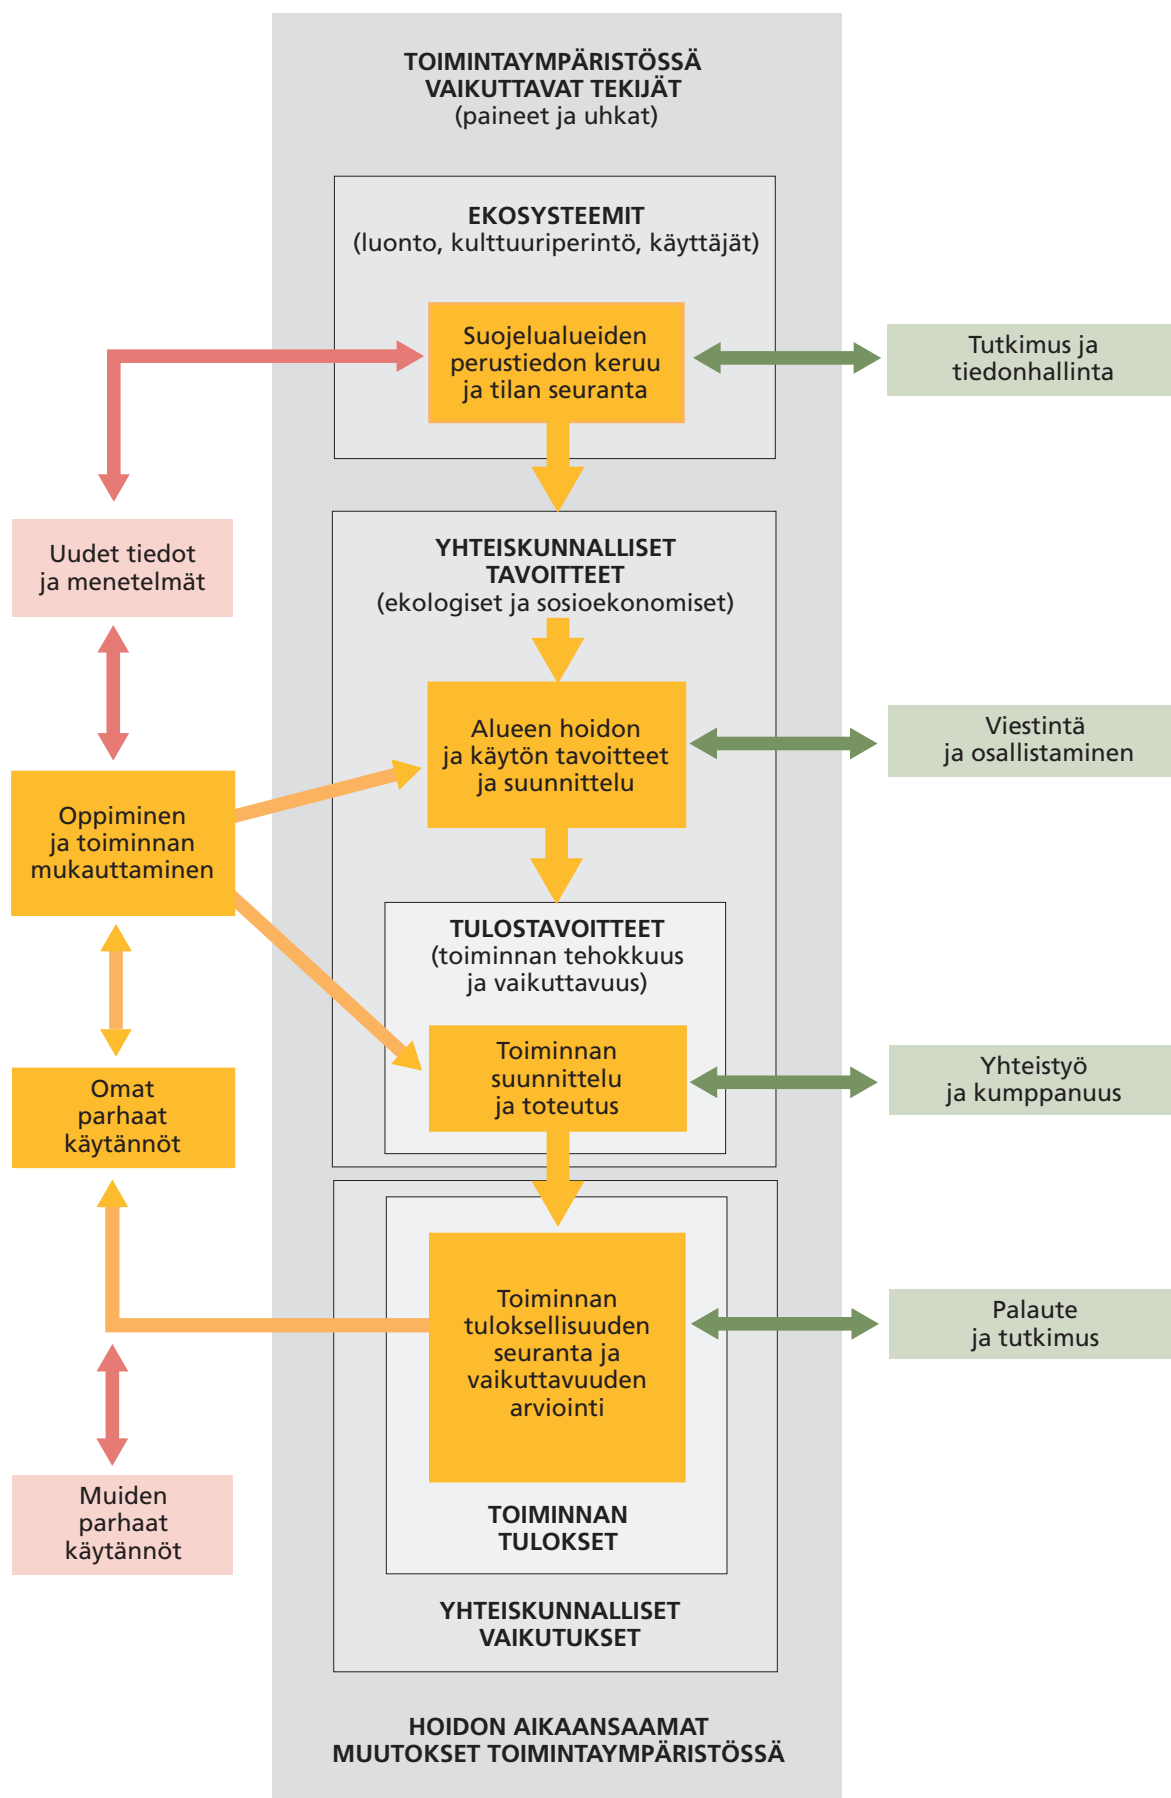 TOIMINTAYMPÄRISTÖSSÄ
VAIKUTTAVAT TEKIJÄT
(paineet ja uhkat)
EKOSYSTEEMIT
(luonto, kulttuuriperintö, käyttäjät)
Suojelualueiden
perustiedon keruu
ja tilan seuranta
Tutkimus ja
tiedonhallinta
Uudet tiedot
ja menetelmät
YHTEISKUNNALLISET
TAVOITTEET
(ekologiset ja sosioekonomiset)
Alueen hoidon
ja käytön tavoitteet
ja suunnittelu
Viestintä
ja osallistaminen
Oppiminen
ja toiminnan
mukauttaminen
TULOSTAVOITTEET
(toiminnan tehokkuus
ja vaikuttavuus)
Toiminnan
suunnittelu
ja toteutus
Yhteistyö
ja kumppanuus
Omat
parhaat
käytännöt
Toiminnan
tuloksellisuuden
seuranta ja
vaikuttavuuden
arviointi
Palaute
ja tutkimus
Muiden
parhaat
käytännöt
TOIMINNAN
TULOKSET
YHTEISKUNNALLISET
VAIKUTUKSET
HOIDON AIKAANSAAMAT
MUUTOKSET TOIMINTAYMPÄRISTÖSSÄ